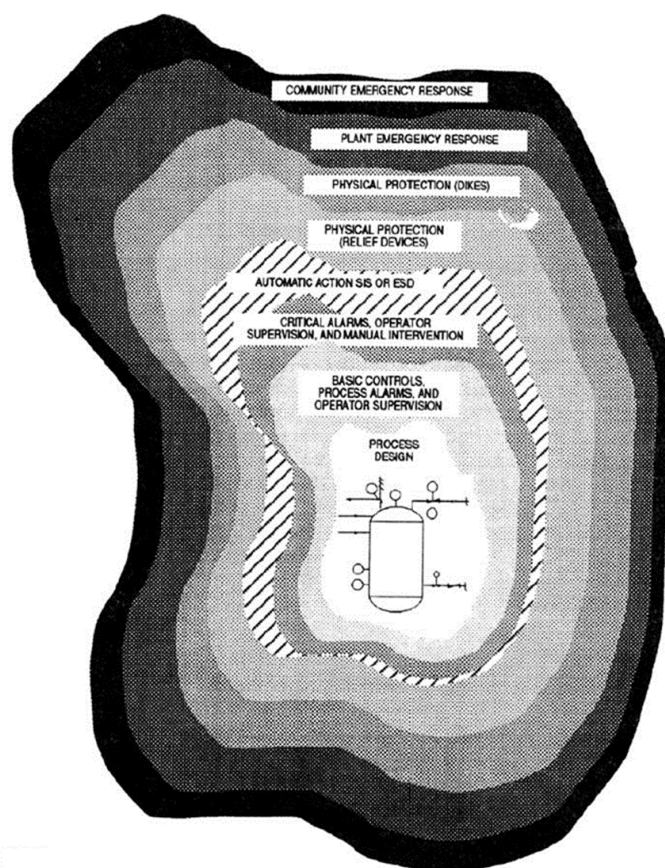 COMMUNITY EMERGENCY RESPONSE
PLANT EMERGENCY RESPONSE
PHYSICAL PROTECTION (DIKES)
PHYSICAL PROTECTION
(RELIEF DEVICES)
AUTOMATIC ACTION SIS OR ESD
CRITICAL ALARMS, OPERATOR
SUPERVISION, AND MANUAL INTERVENTION
BASIC CONTROLS,
PROCESS ALARMS, AND
OPERATOR SUPERVISION
PROCESS
DESIGN